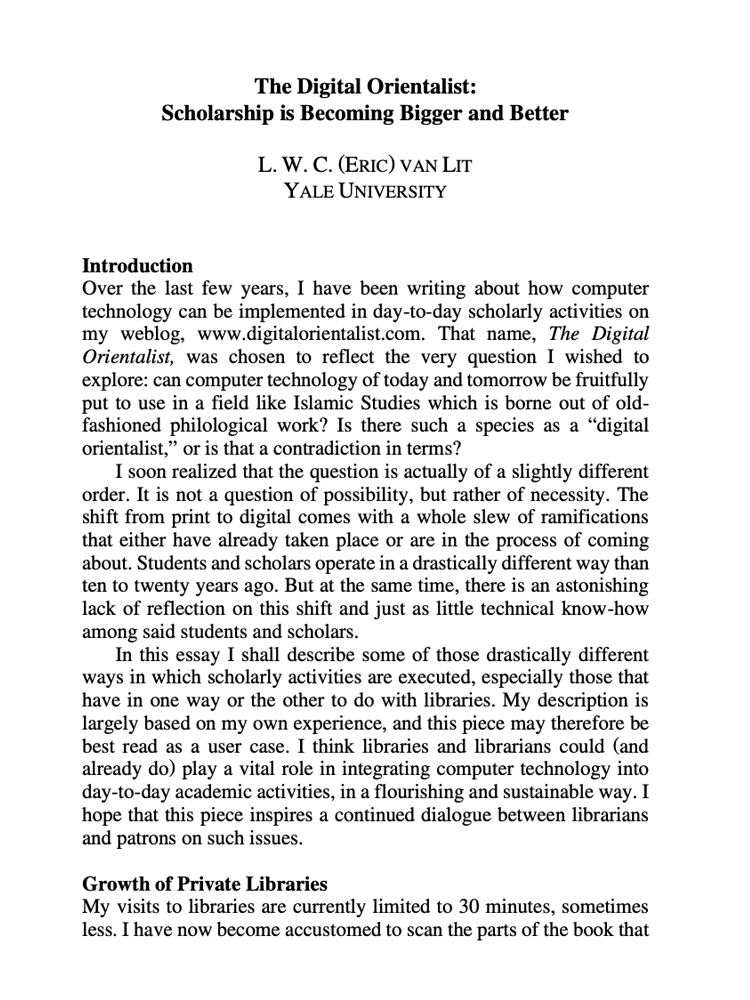 The Digital Orientalist:
Scholarship is Becoming Bigger and Better
L. W. C. (ERIC) VAN LIT
YALE UNIVERSITY
Introduction
Over the last few years, I have been writing about how computer
technology can be implemented in day-to-day scholarly activities on
my weblog, www.digitalorientalist.com. That name, The Digital
Orientalist, was chosen to reflect the very question I wished to
explore: can computer technology of today and tomorrow be fruitfully
put to use in a field like Islamic Studies which is borne out of old-
fashioned philological work? Is there such a species as a “digital
orientalist,” or is that a contradiction in terms?
I soon realized that the question is actually of a slightly different
order. It is not a question of possibility, but rather of necessity. The
shift from print to digital comes with a whole slew of ramifications
that either have already taken place or are in the process of coming
about. Students and scholars operate in a drastically different way than
ten to twenty years ago. But at the same time, there is an astonishing
lack of reflection on this shift and just as little technical know-how
among said students and scholars.
In this essay I shall describe some of those drastically different
ways in which scholarly activities are executed, especially those that
have in one way or the other to do with libraries. My description is
largely based on my own experience, and this piece may therefore be
best read as a user case. I think libraries and librarians could (and
already do) play a vital role in integrating computer technology into
day-to-day academic activities, in a flourishing and sustainable way. I
hope that this piece inspires a continued dialogue between librarians
and patrons on such issues.
Growth of Private Libraries
My visits to libraries are currently limited to 30 minutes, sometimes
less. I have now become accustomed to scan the parts of the book that